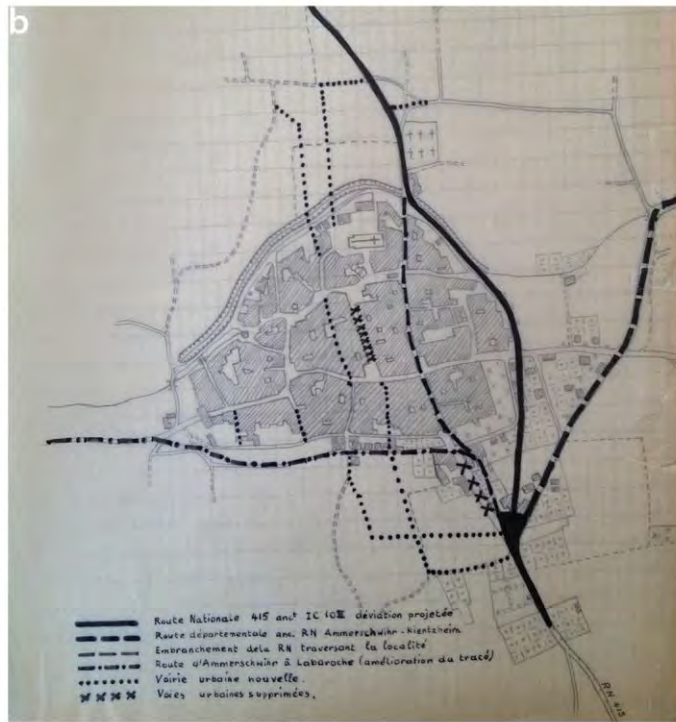 b
Route Nationale 415 anct IC 10 III déviation projetée
Route départementale anc. RN Ammerschwihr-Kientzheim
Embranchement de la RN traversant la localité
Route d'Ammerschwihr à Labaroche (amélioration du tracé)
Voirie urbaine nouvelle.
Voies urbaines supprimées.
RN 415